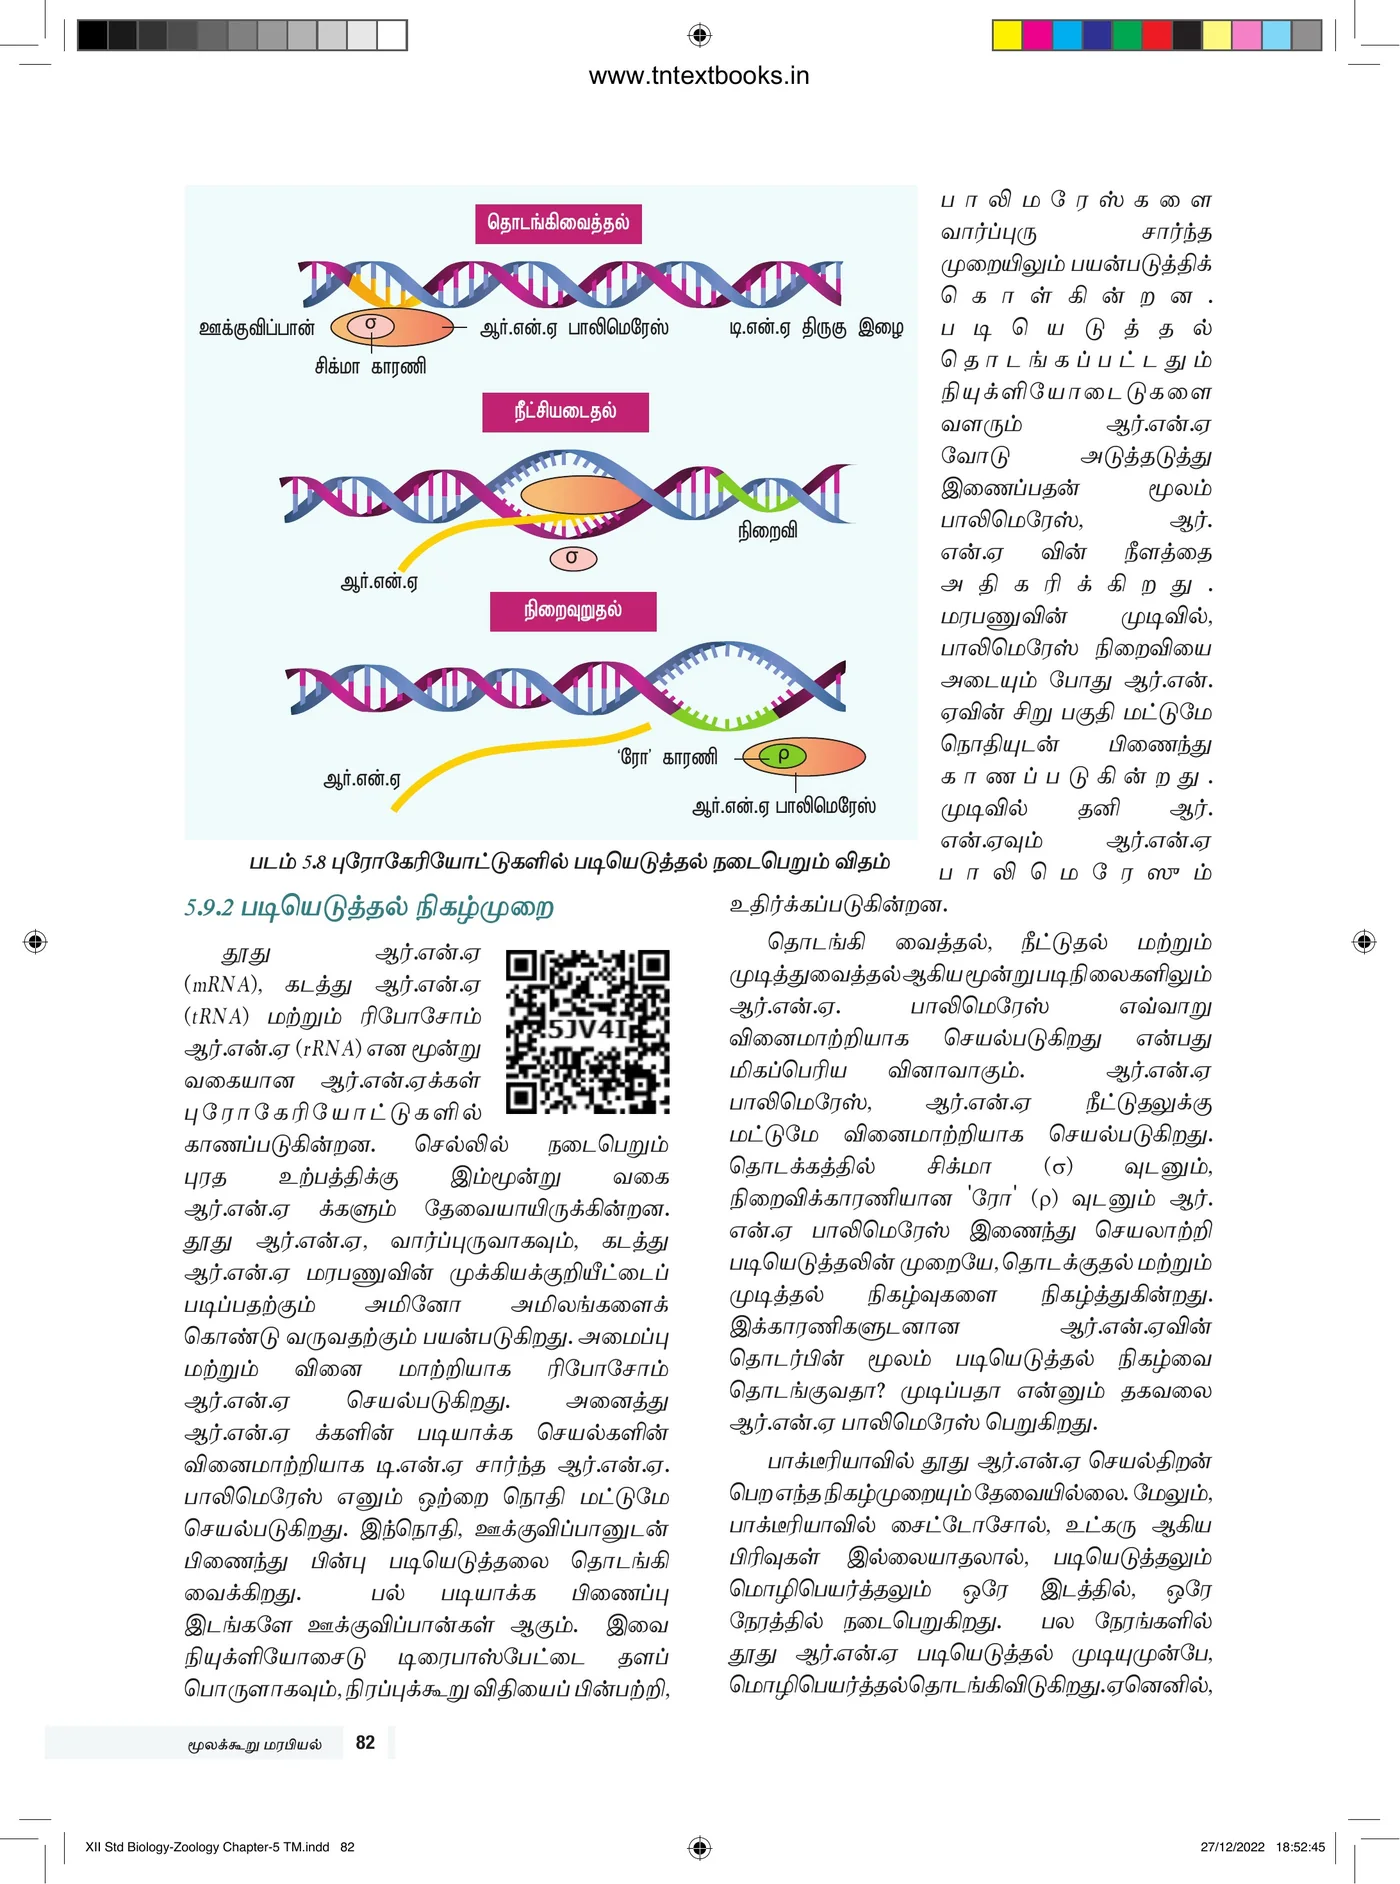 www.tntextbooks.in
தொடங்கிவைத்தல்
ஊக்குவிப்பான்
σ
ஆர்.என்.ஏ பாலிமெரேஸ்
டி.என்.ஏ திருகு இழை
சிக்மா காரணி
நீட்சியடைதல்
நிறைவி
σ
ஆர்.என்.ஏ
நிறைவுறுதல்
‘ரோ’ காரணி
ρ
ஆர்.என்.ஏ
ஆர்.என்.ஏ பாலிமெரேஸ்
படம் 5.8 புரோகேரியோட்டுகளில் படியெடுத்தல் நடைபெறும் விதம்
5.9.2 படியெடுத்தல் நிகழ்முறை
தூது ஆர்.என்.ஏ
(mRNA), கடத்து ஆர்.என்.ஏ
(tRNA) மற்றும் ரிபோசோம்
ஆர்.என்.ஏ (rRNA) என மூன்று
வகையான ஆர்.என்.ஏக்கள்
புரோகேரியோட்டுகளில்
5JV4I
காணப்படுகின்றன. செல்லில் நடைபெறும்
புரத உற்பத்திக்கு இம்மூன்று வகை
ஆர்.என்.ஏ க்களும் தேவையாயிருக்கின்றன.
தூது ஆர்.என்.ஏ, வார்ப்புருவாகவும், கடத்து
ஆர்.என்.ஏ மரபணுவின் முக்கியக்குறியீட்டைப்
படிப்பதற்கும் அமினோ அமிலங்களைக்
கொண்டு வருவதற்கும் பயன்படுகிறது. அமைப்பு
மற்றும் வினை மாற்றியாக ரிபோசோம்
ஆர்.என்.ஏ செயல்படுகிறது. அனைத்து
ஆர்.என்.ஏ க்களின் படியாக்க செயல்களின்
வினைமாற்றியாக டி.என்.ஏ சார்ந்த ஆர்.என்.ஏ.
பாலிமெரேஸ் எனும் ஒற்றை நொதி மட்டுமே
செயல்படுகிறது. இந்நொதி, ஊக்குவிப்பானுடன்
பிணைந்து பின்பு படியெடுத்தலை தொடங்கி
வைக்கிறது. பல் படியாக்க பிணைப்பு
இடங்களே ஊக்குவிப்பான்கள் ஆகும். இவை
நியுக்ளியோசைடு டிரைபாஸ்பேட்டை தளப்
பொருளாகவும், நிரப்புக்கூறு விதியைப் பின்பற்றி,
பாலிமரேஸ்களை
வார்ப்புரு சார்ந்த
முறையிலும் பயன்படுத்திக்
கொள்கின்றன.
படியெடுத்தல்
தொடங்கப்பட்டதும்
நியுக்ளியோடைடுகளை
வளரும் ஆர்.என்.ஏ
வோடு அடுத்தடுத்து
இணைப்பதன் மூலம்
பாலிமெரேஸ், ஆர்.
என்.ஏ வின் நீளத்தை
அதிகரிக்கிறது.
மரபணுவின் முடிவில்,
பாலிமெரேஸ் நிறைவியை
அடையும் போது ஆர்.என்.
ஏவின் சிறு பகுதி மட்டுமே
நொதியுடன் பிணைந்து
காணப்படுகின்றது.
முடிவில் தனி ஆர்.
என்.ஏவும் ஆர்.என்.ஏ
பாலிமெரேஸும்
உதிர்க்கப்படுகின்றன.
தொடங்கி வைத்தல், நீட்டுதல் மற்றும்
முடித்துவைத்தல் ஆகிய மூன்று படிநிலைகளிலும்
ஆர்.என்.ஏ. பாலிமெரேஸ் எவ்வாறு
வினைமாற்றியாக செயல்படுகிறது என்பது
மிகப்பெரிய வினாவாகும். ஆர்.என்.ஏ
பாலிமெரேஸ், ஆர்.என்.ஏ நீட்டுதலுக்கு
மட்டுமே வினைமாற்றியாக செயல்படுகிறது.
தொடக்கத்தில் சிக்மா (σ) வுடனும்,
நிறைவிக்காரணியான 'ரோ' (ρ) வுடனும் ஆர்.
என்.ஏ பாலிமெரேஸ் இணைந்து செயலாற்றி
படியெடுத்தலின் முறையே, தொடக்குதல் மற்றும்
முடித்தல் நிகழ்வுகளை நிகழ்த்துகின்றது.
இக்காரணிகளுடனான ஆர்.என்.ஏவின்
தொடர்பின் மூலம் படியெடுத்தல் நிகழ்வை
தொடங்குவதா? முடிப்பதா என்னும் தகவலை
ஆர்.என்.ஏ பாலிமெரேஸ் பெறுகிறது.
பாக்டீரியாவில் தூது ஆர்.என்.ஏ செயல்திறன்
பெற எந்த நிகழ்முறையும் தேவையில்லை. மேலும்,
பாக்டீரியாவில் சைட்டோசோல், உட்கரு ஆகிய
பிரிவுகள் இல்லையாதலால், படியெடுத்தலும்
மொழிபெயர்த்தலும் ஒரே இடத்தில், ஒரே
நேரத்தில் நடைபெறுகிறது. பல நேரங்களில்
தூது ஆர்.என்.ஏ படியெடுத்தல் முடியுமுன்பே,
மொழிபெயர்த்தல் தொடங்கிவிடுகிறது. ஏனெனில்,
மூலக்கூறு மரபியல் 82
XII Std Biology-Zoology Chapter-5 TM.indd 82
27/12/2022 18:52:45